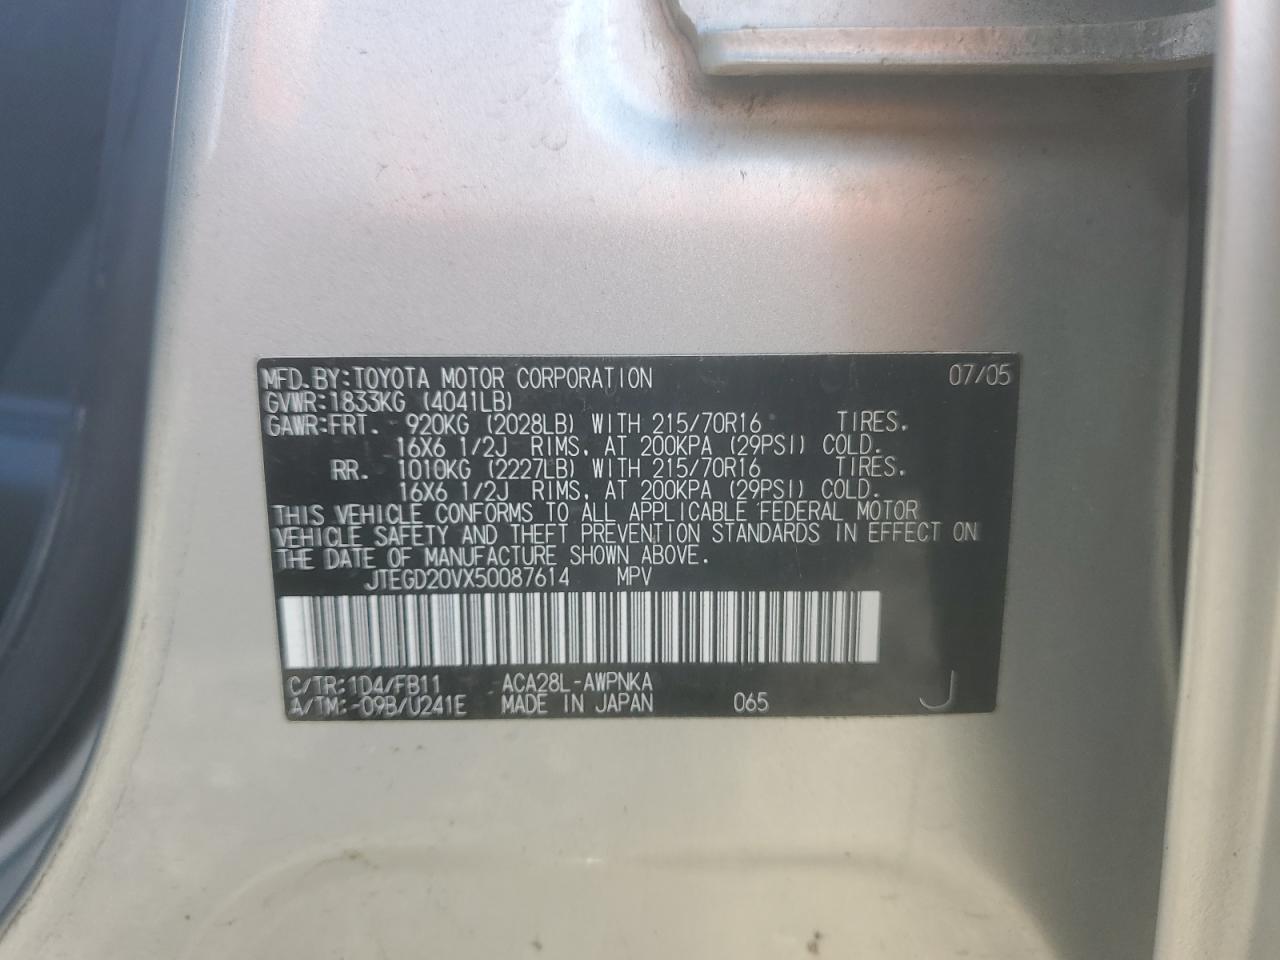 MFD.BY:TOYOTA MOTOR CORPORATION 07/05
GVWR:1833KG (4041LB)
GAWR:FRT. 920KG (2028LB) WITH 215/70R16 TIRES.
16X6 1/2J RIMS, AT 200KPA (29PSI) COLD.
RR. 1010KG (2227LB) WITH 215/70R16 TIRES.
16X6 1/2J RIMS, AT 200KPA (29PSI) COLD.
THIS VEHICLE CONFORMS TO ALL APPLICABLE FEDERAL MOTOR
VEHICLE SAFETY AND THEFT PREVENTION STANDARDS IN EFFECT ON
THE DATE OF MANUFACTURE SHOWN ABOVE.
JTEGD20VX50087614 MPV
C/TR:1D4/FB11 ACA28L-AWPNKA
A/TM:-09B/U241E MADE IN JAPAN 065 J